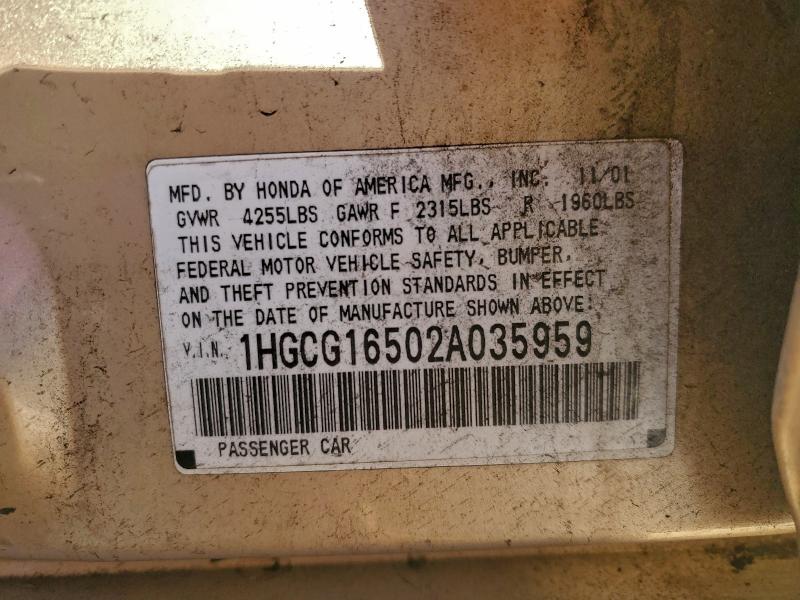 MFD. BY HONDA OF AMERICA MFG., INC. 11/01
GVWR 4255LBS GAWR F 2315LBS R 1960LBS
THIS VEHICLE CONFORMS TO ALL APPLICABLE
FEDERAL MOTOR VEHICLE SAFETY, BUMPER,
AND THEFT PREVENTION STANDARDS IN EFFECT
ON THE DATE OF MANUFACTURE SHOWN ABOVE.
V.I.N. 1HGCG16502A035959
PASSENGER CAR